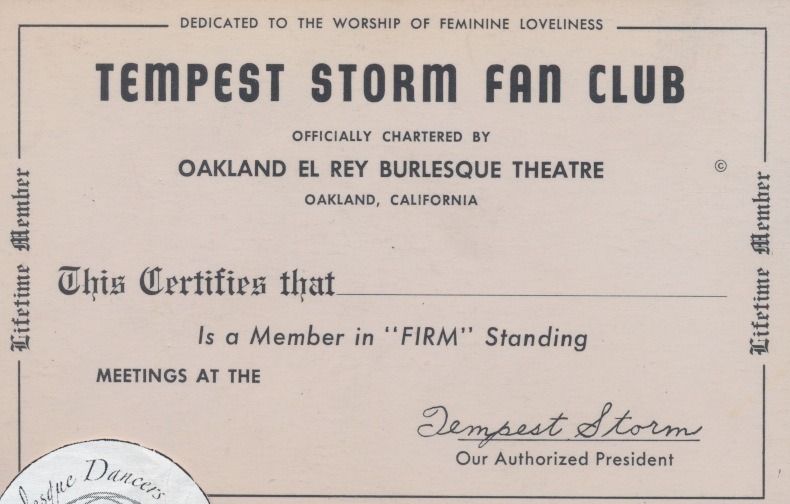 DEDICATED TO THE WORSHIP OF FEMININE LOVELINESS
TEMPEST STORM FAN CLUB
OFFICIALLY CHARTERED BY
OAKLAND EL REY BURLESQUE THEATRE
©
OAKLAND, CALIFORNIA
Lifetime Member
Lifetime Member
This Certifies that
Is a Member in "FIRM" Standing
MEETINGS AT THE
Tempest Storm
Our Authorized President
lesque Dancers